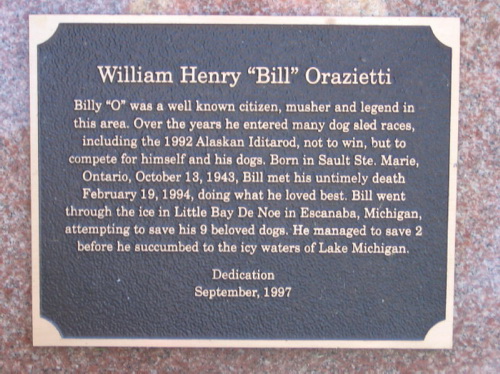 William Henry “Bill” Orazietti
Billy “O” was a well known citizen, musher and legend in
this area. Over the years he entered many dog sled races,
including the 1992 Alaskan Iditarod, not to win, but to
compete for himself and his dogs. Born in Sault Ste. Marie,
Ontario, October 13, 1943, Bill met his untimely death
February 19, 1994, doing what he loved best. Bill went
through the ice in Little Bay De Noe in Escanaba, Michigan,
attempting to save his 9 beloved dogs. He managed to save 2
before he succumbed to the icy waters of Lake Michigan.
Dedication
September, 1997